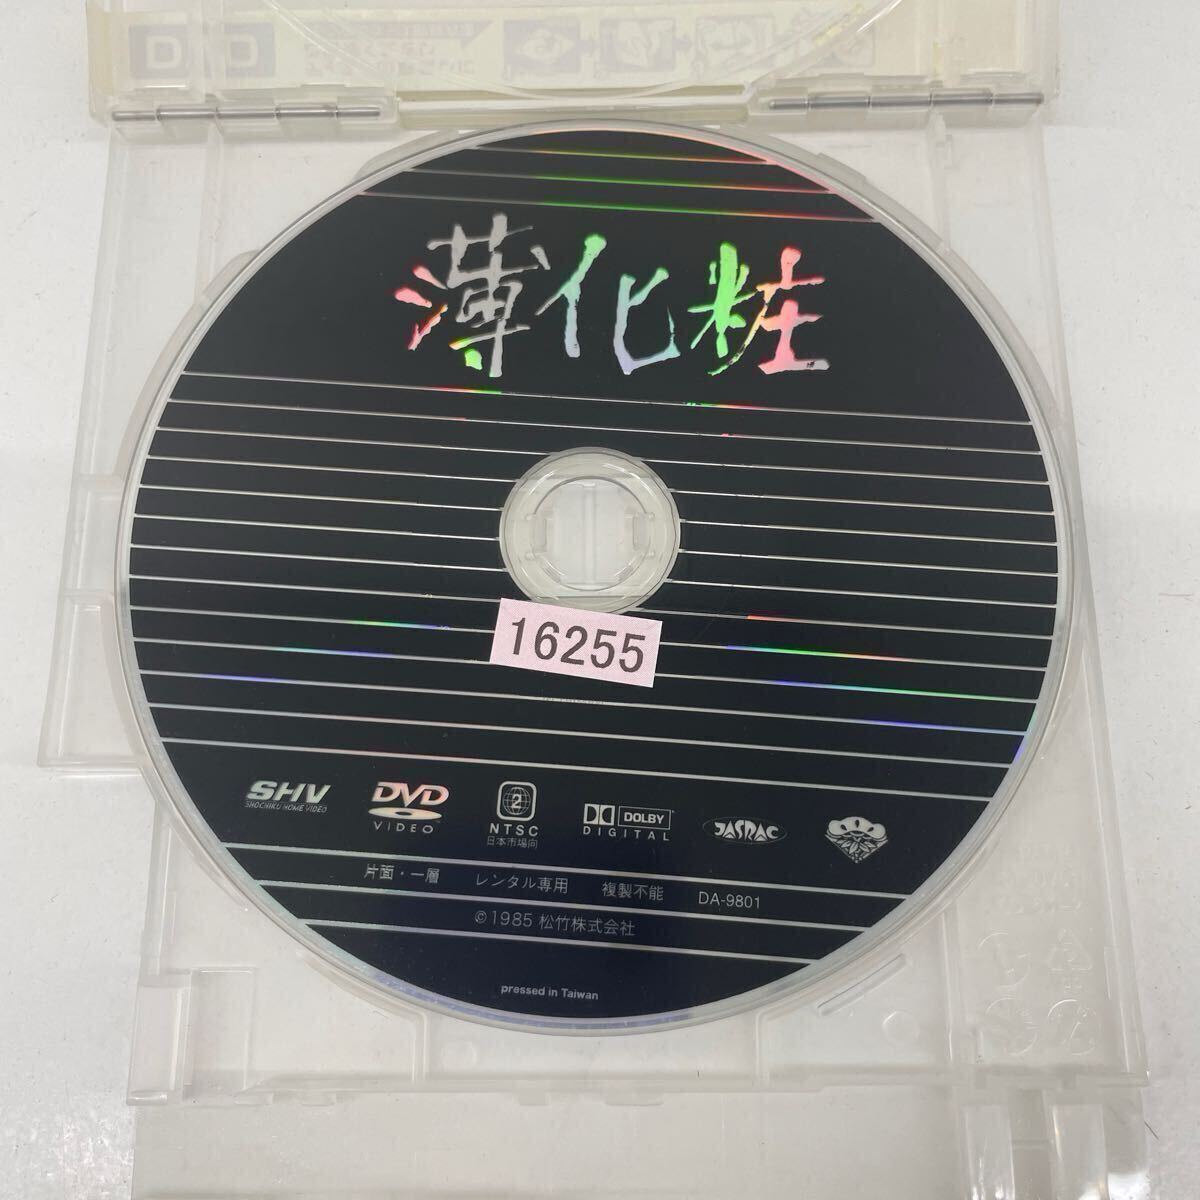 薄化粧
16255
SHV
SHOCHIKU HOME VIDEO
DVD
VIDEO
2
NTSC
日本市場向
DOLBY
DIGITAL
JASRAC
片面・一層 レンタル専用 複製不能 DA-9801
©1985 松竹株式会社
pressed in Taiwan